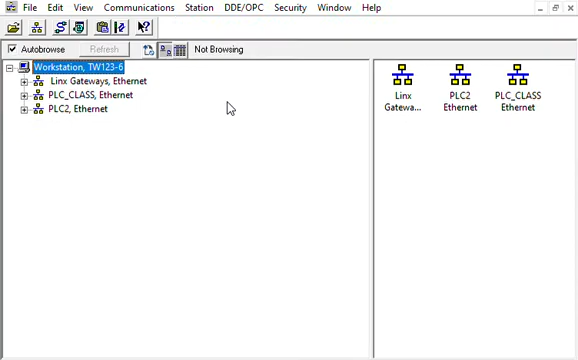 File Edit View Communications Station DDE/OPC Security Window Help
Autobrowse Refresh Not Browsing
Workstation, TW123-6
Linx Gateways, Ethernet
PLC_CLASS, Ethernet
PLC2, Ethernet
Linx Gatewa...
PLC2 Ethernet
PLC_CLASS Ethernet